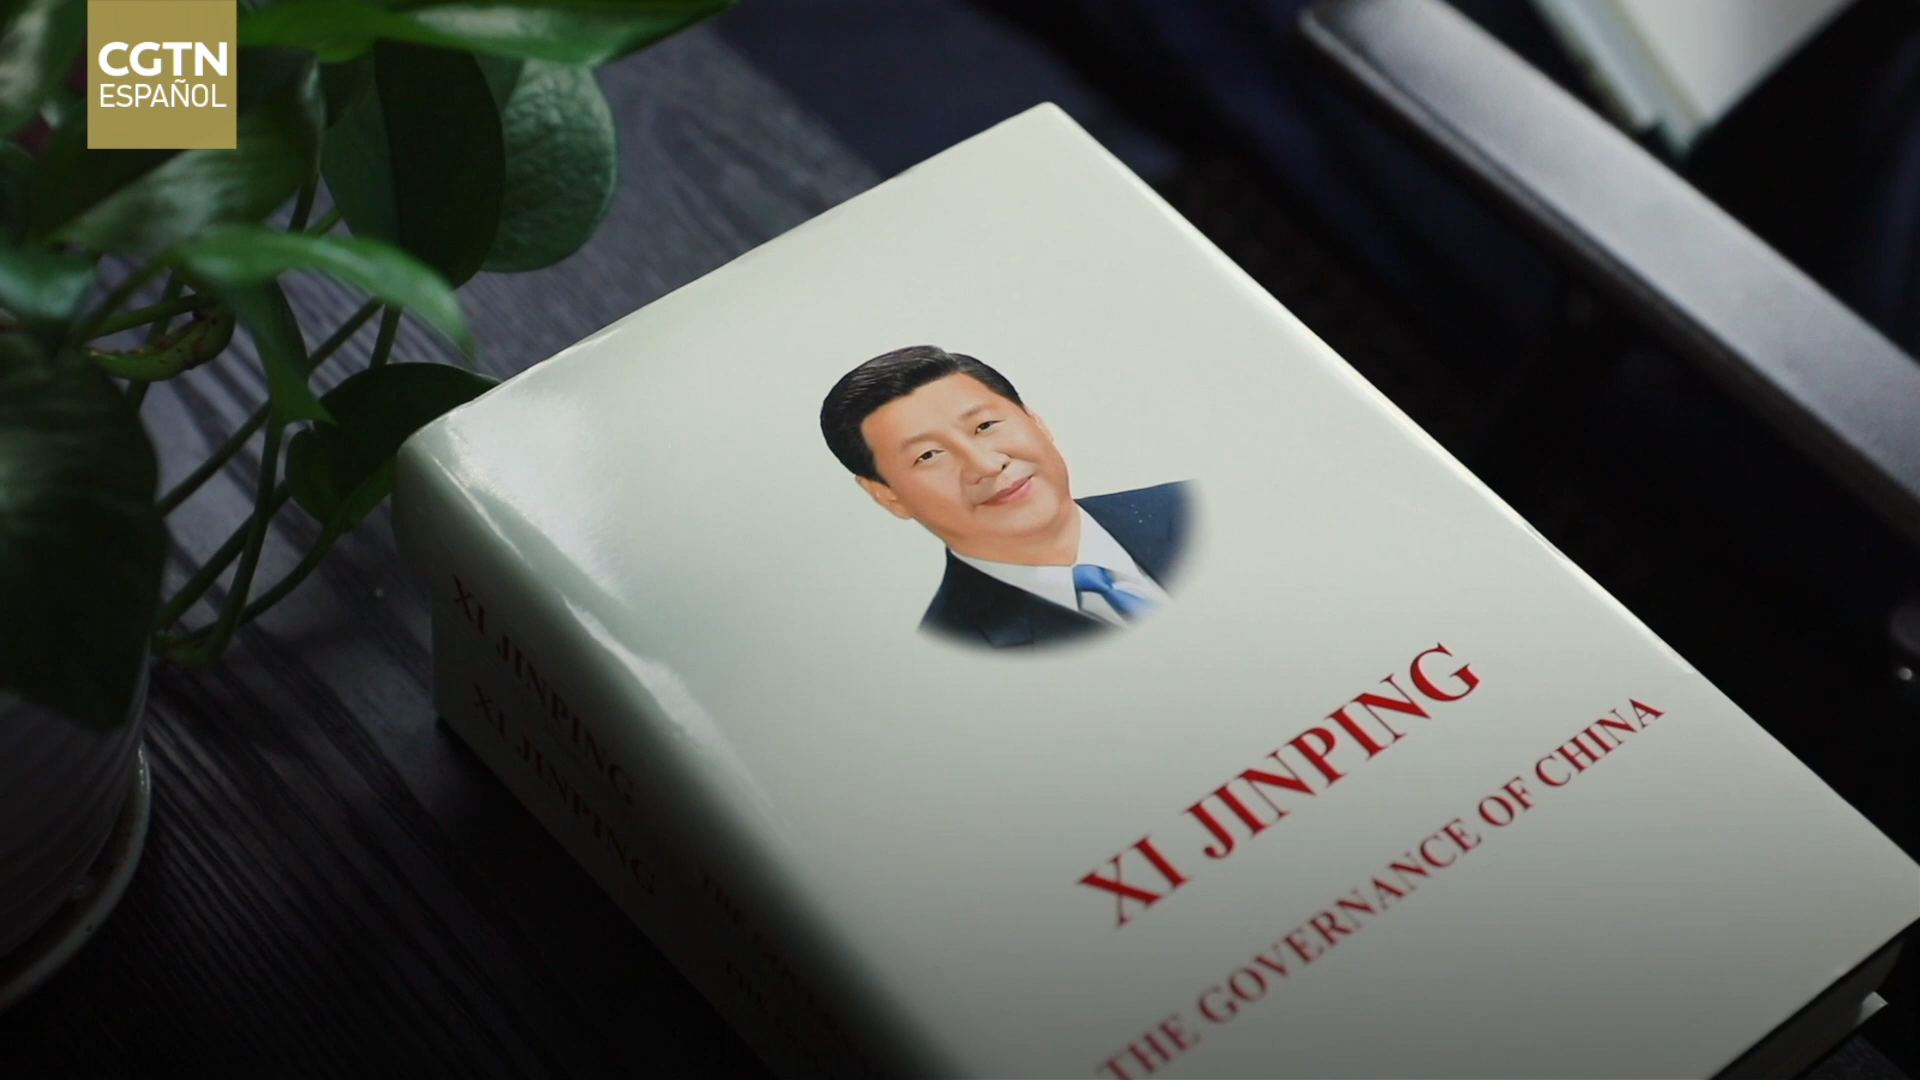 CGTN
ESPAÑOL
XI JINPING
THE GOVERNANCE OF CHINA
XI JINPING
XI JINPING